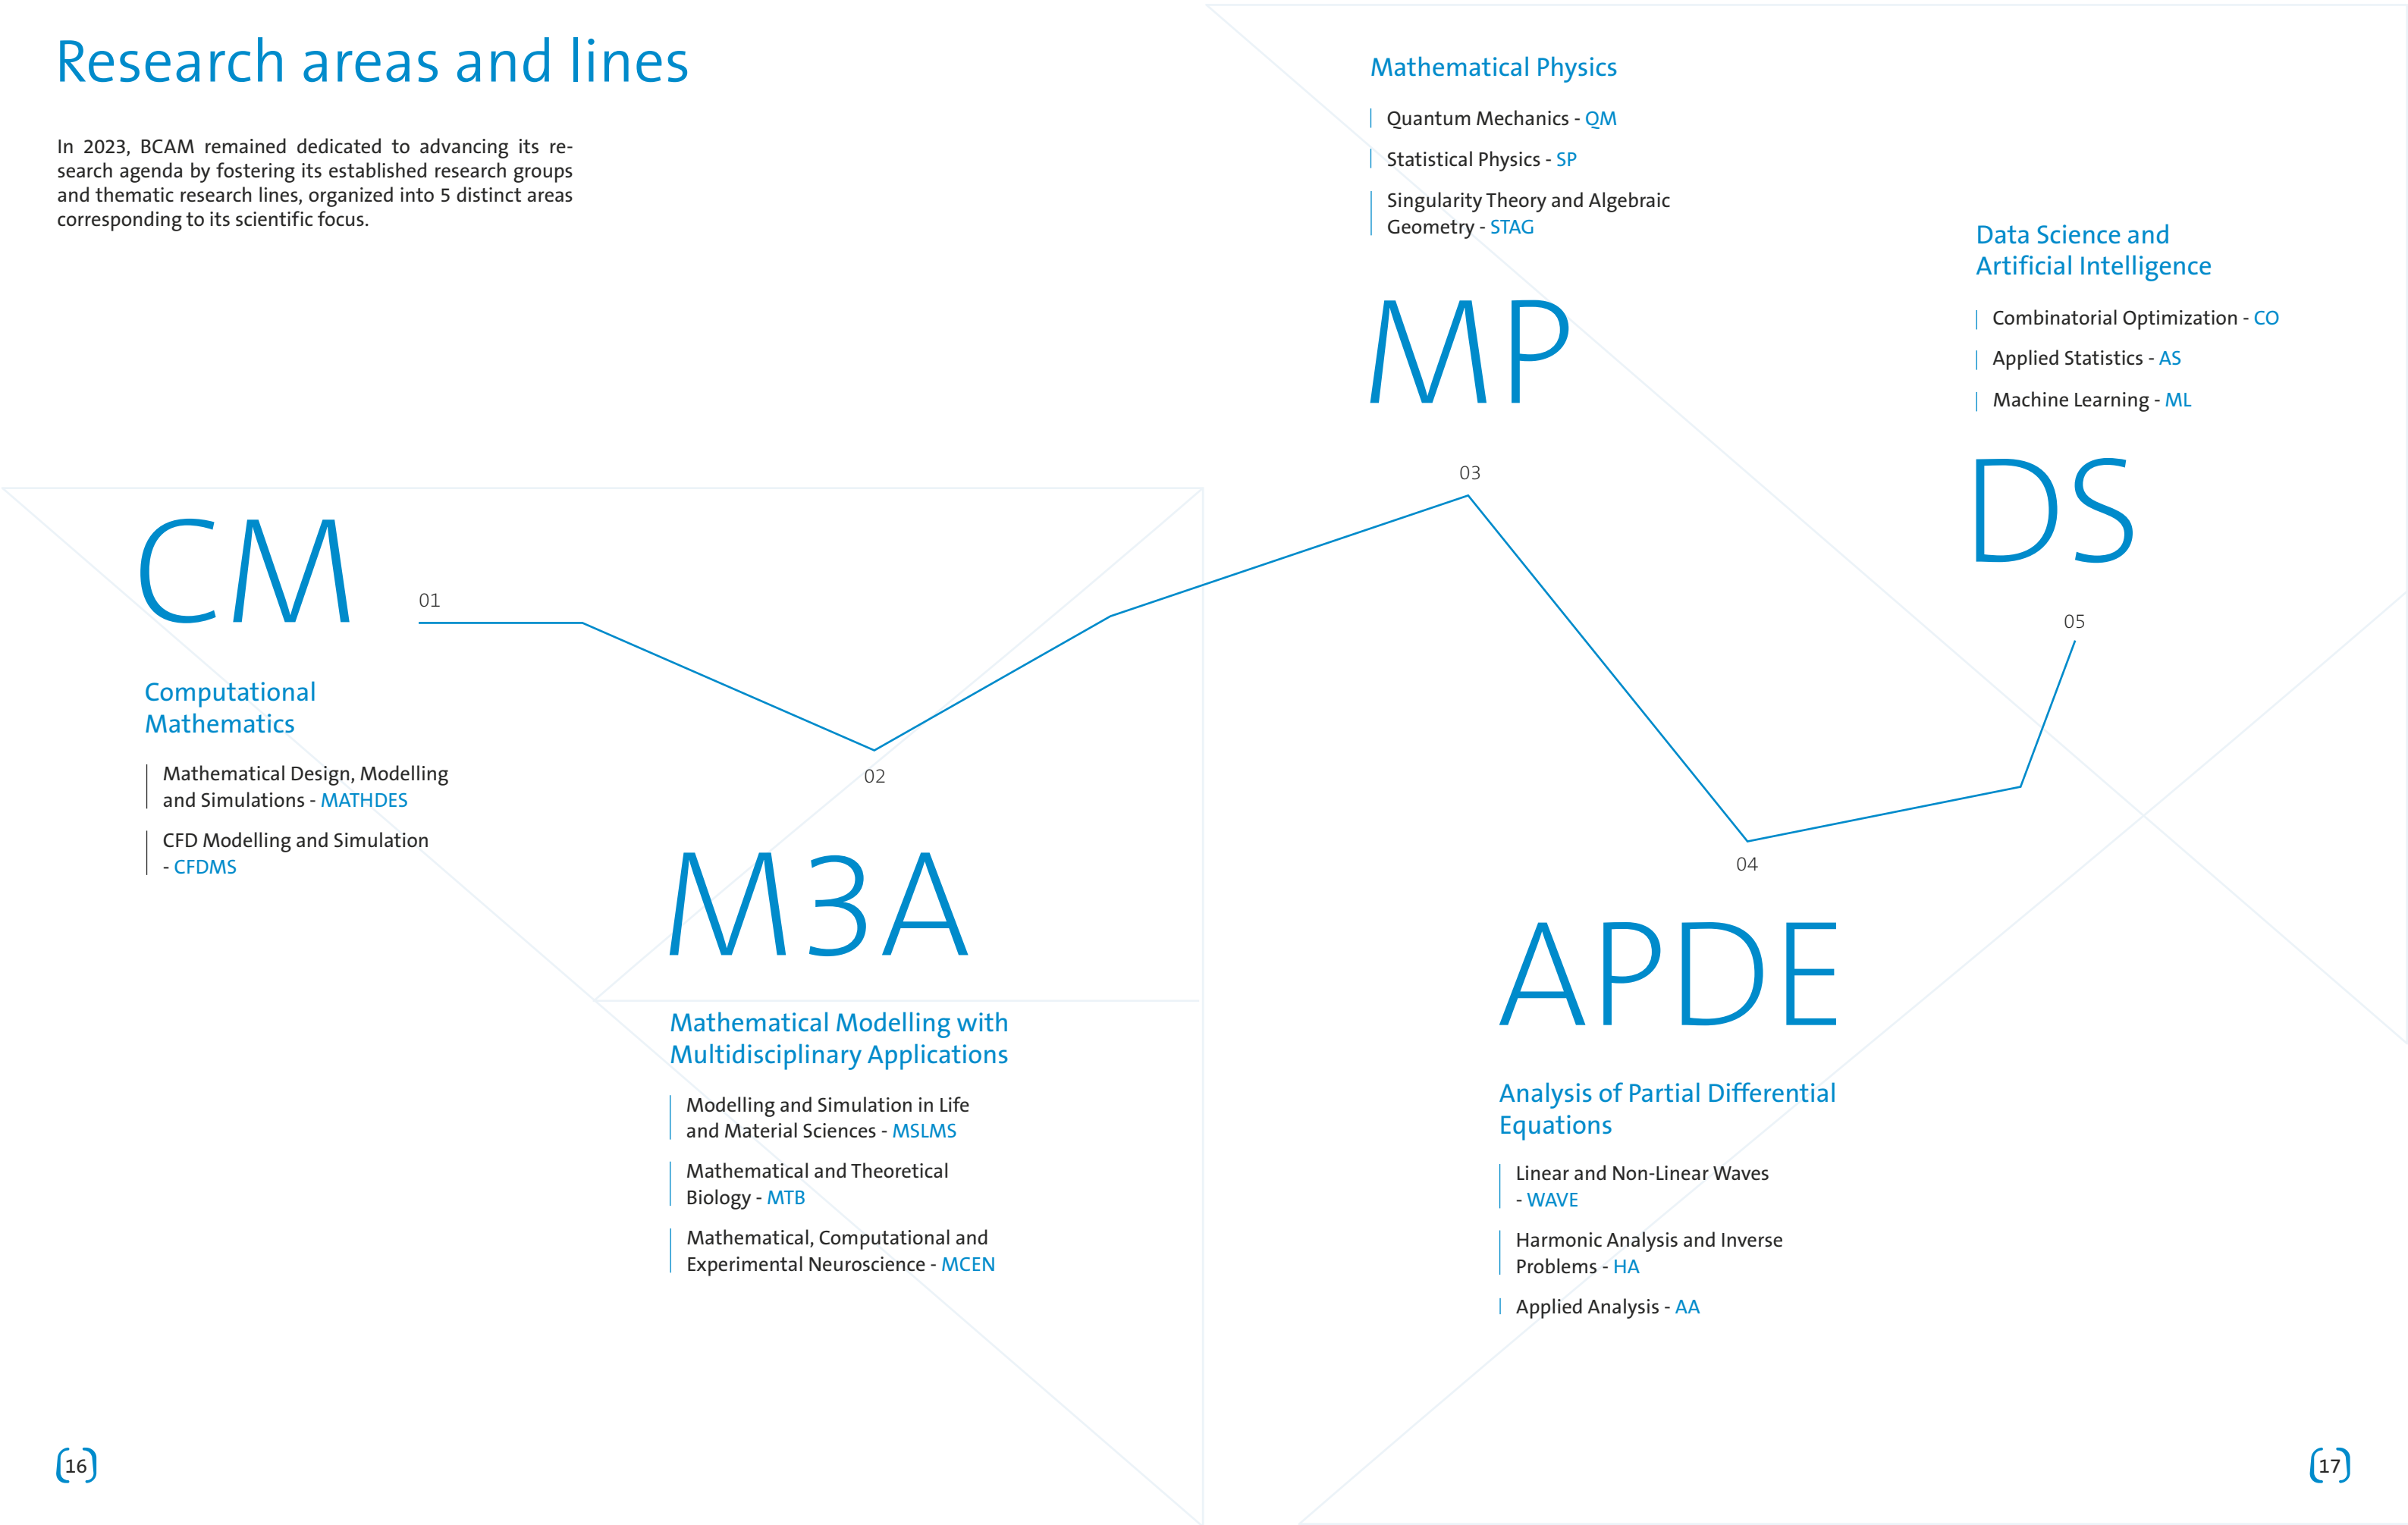 Research areas and lines
In 2023, BCAM remained dedicated to advancing its re-
search agenda by fostering its established research groups
and thematic research lines, organized into 5 distinct areas
corresponding to its scientific focus.
CM
01
Computational
Mathematics
Mathematical Design, Modelling
and Simulations - MATHDES
CFD Modelling and Simulation
- CFDMS
02
M3A
Mathematical Modelling with
Multidisciplinary Applications
Modelling and Simulation in Life
and Material Sciences - MSLMS
Mathematical and Theoretical
Biology - MTB
Mathematical, Computational and
Experimental Neuroscience - MCEN
16
Mathematical Physics
Quantum Mechanics - QM
Statistical Physics - SP
Singularity Theory and Algebraic
Geometry - STAG
MP
03
04
APDE
Analysis of Partial Differential
Equations
Linear and Non-Linear Waves
- WAVE
Harmonic Analysis and Inverse
Problems - HA
Applied Analysis - AA
Data Science and
Artificial Intelligence
Combinatorial Optimization - CO
Applied Statistics - AS
Machine Learning - ML
DS
05
17